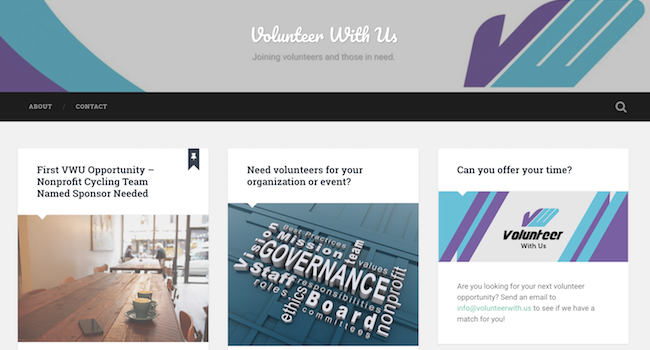 Volunteer With Us
Joining volunteers and those in need.
ABOUT / CONTACT
First VWU Opportunity –
Nonprofit Cycling Team
Named Sponsor Needed
Need volunteers for your
organization or event?
Best Practices
Vision
Mission
team
values
GOVERNANCE
Staff
roles
responsibilities
ethics
Board
nonprofit
committees
Can you offer your time?
Volunteer
With Us
Are you looking for your next volunteer
opportunity? Send an email to
info@volunteerwith.us to see if we have a
match for you!